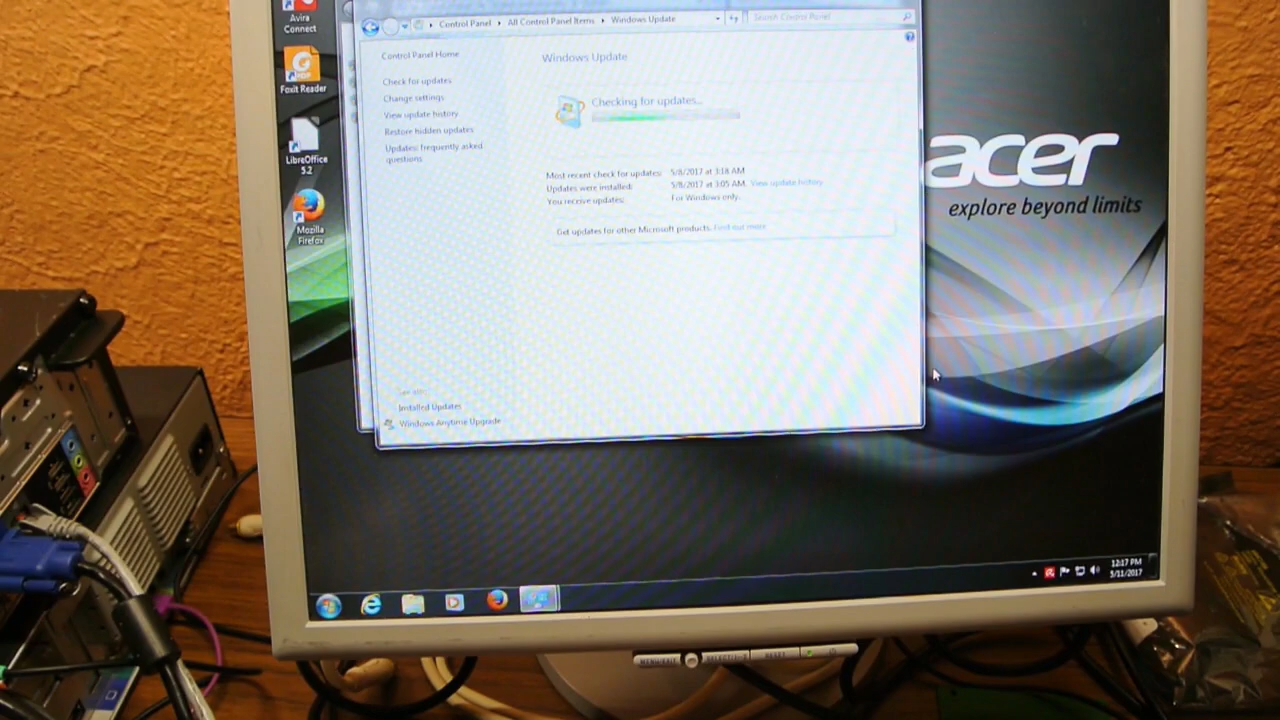 Avira
Connect
Foxit Reader
LibreOffice
5.2
Mozilla
Firefox
Control Panel
All Control Panel Items
Windows Update
Search Control Panel
Control Panel Home
Check for updates
Change settings
View update history
Restore hidden updates
Updates: frequently asked
questions
Windows Update
Checking for updates...
Most recent check for updates: 5/8/2017 at 3:18 AM
Updates were installed: 5/8/2017 at 3:05 AM. View update history
You receive updates: For Windows only.
Get updates for other Microsoft products. Find out more
See also
Installed Updates
Windows Anytime Upgrade
acer
explore beyond limits
12:17 PM
5/11/2017
RESET